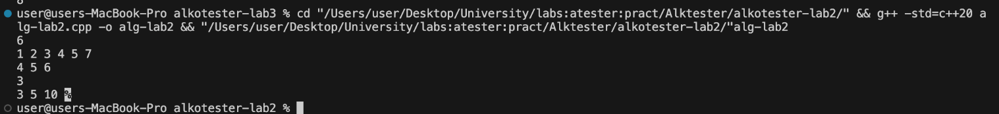 8
user@users-MacBook-Pro alkotester-lab3 % cd "/Users/user/Desktop/University/labs:atester:pract/Alktester/alkotester-lab2/" && g++ -std=c++20 a
lg-lab2.cpp -o alg-lab2 && "/Users/user/Desktop/University/labs:atester:pract/Alktester/alkotester-lab2/"alg-lab2
6
1 2 3 4 5 7
4 5 6
3
3 5 10 %
user@users-MacBook-Pro alkotester-lab2 %